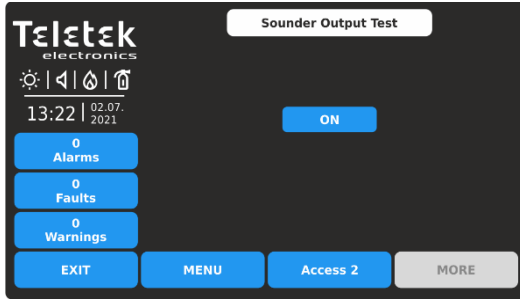 Teletek
electronics
Sounder Output Test
13:22
02.07.
2021
ON
0
Alarms
0
Faults
0
Warnings
EXIT
MENU
Access 2
MORE